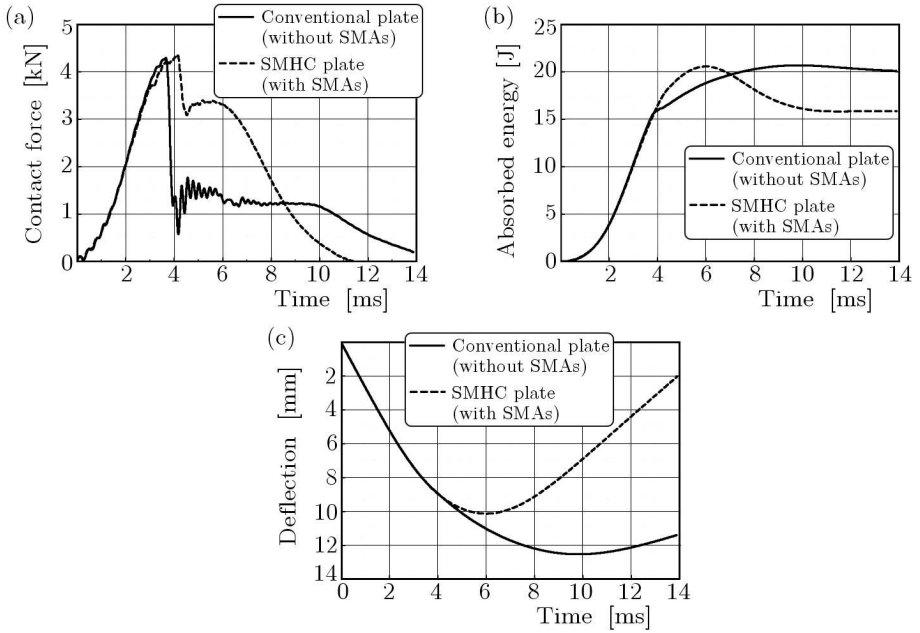 (a)
Contact force [kN]
5
4
3
2
1
0
2
4
6
8
10
12
14
Time [ms]
Conventional plate
(without SMAs)
SMHC plate
(with SMAs)
(b)
Absorbed energy [J]
25
20
15
10
5
0
0
2
4
6
8
10
12
14
Time [ms]
Conventional plate
(without SMAs)
SMHC plate
(with SMAs)
(c)
Deflection [mm]
2
4
6
8
10
12
14
0
2
4
6
8
10
12
14
Time [ms]
Conventional plate
(without SMAs)
SMHC plate
(with SMAs)